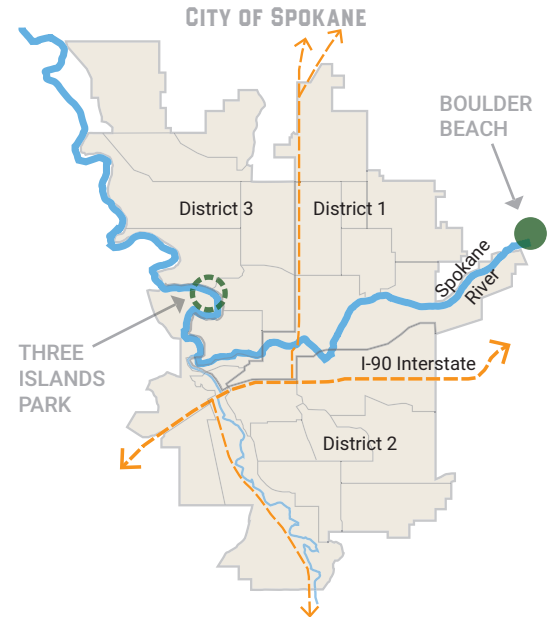 CITY OF SPOKANE
BOULDER
BEACH
District 3
District 1
Spokane
River
THREE
ISLANDS
PARK
I-90 Interstate
District 2